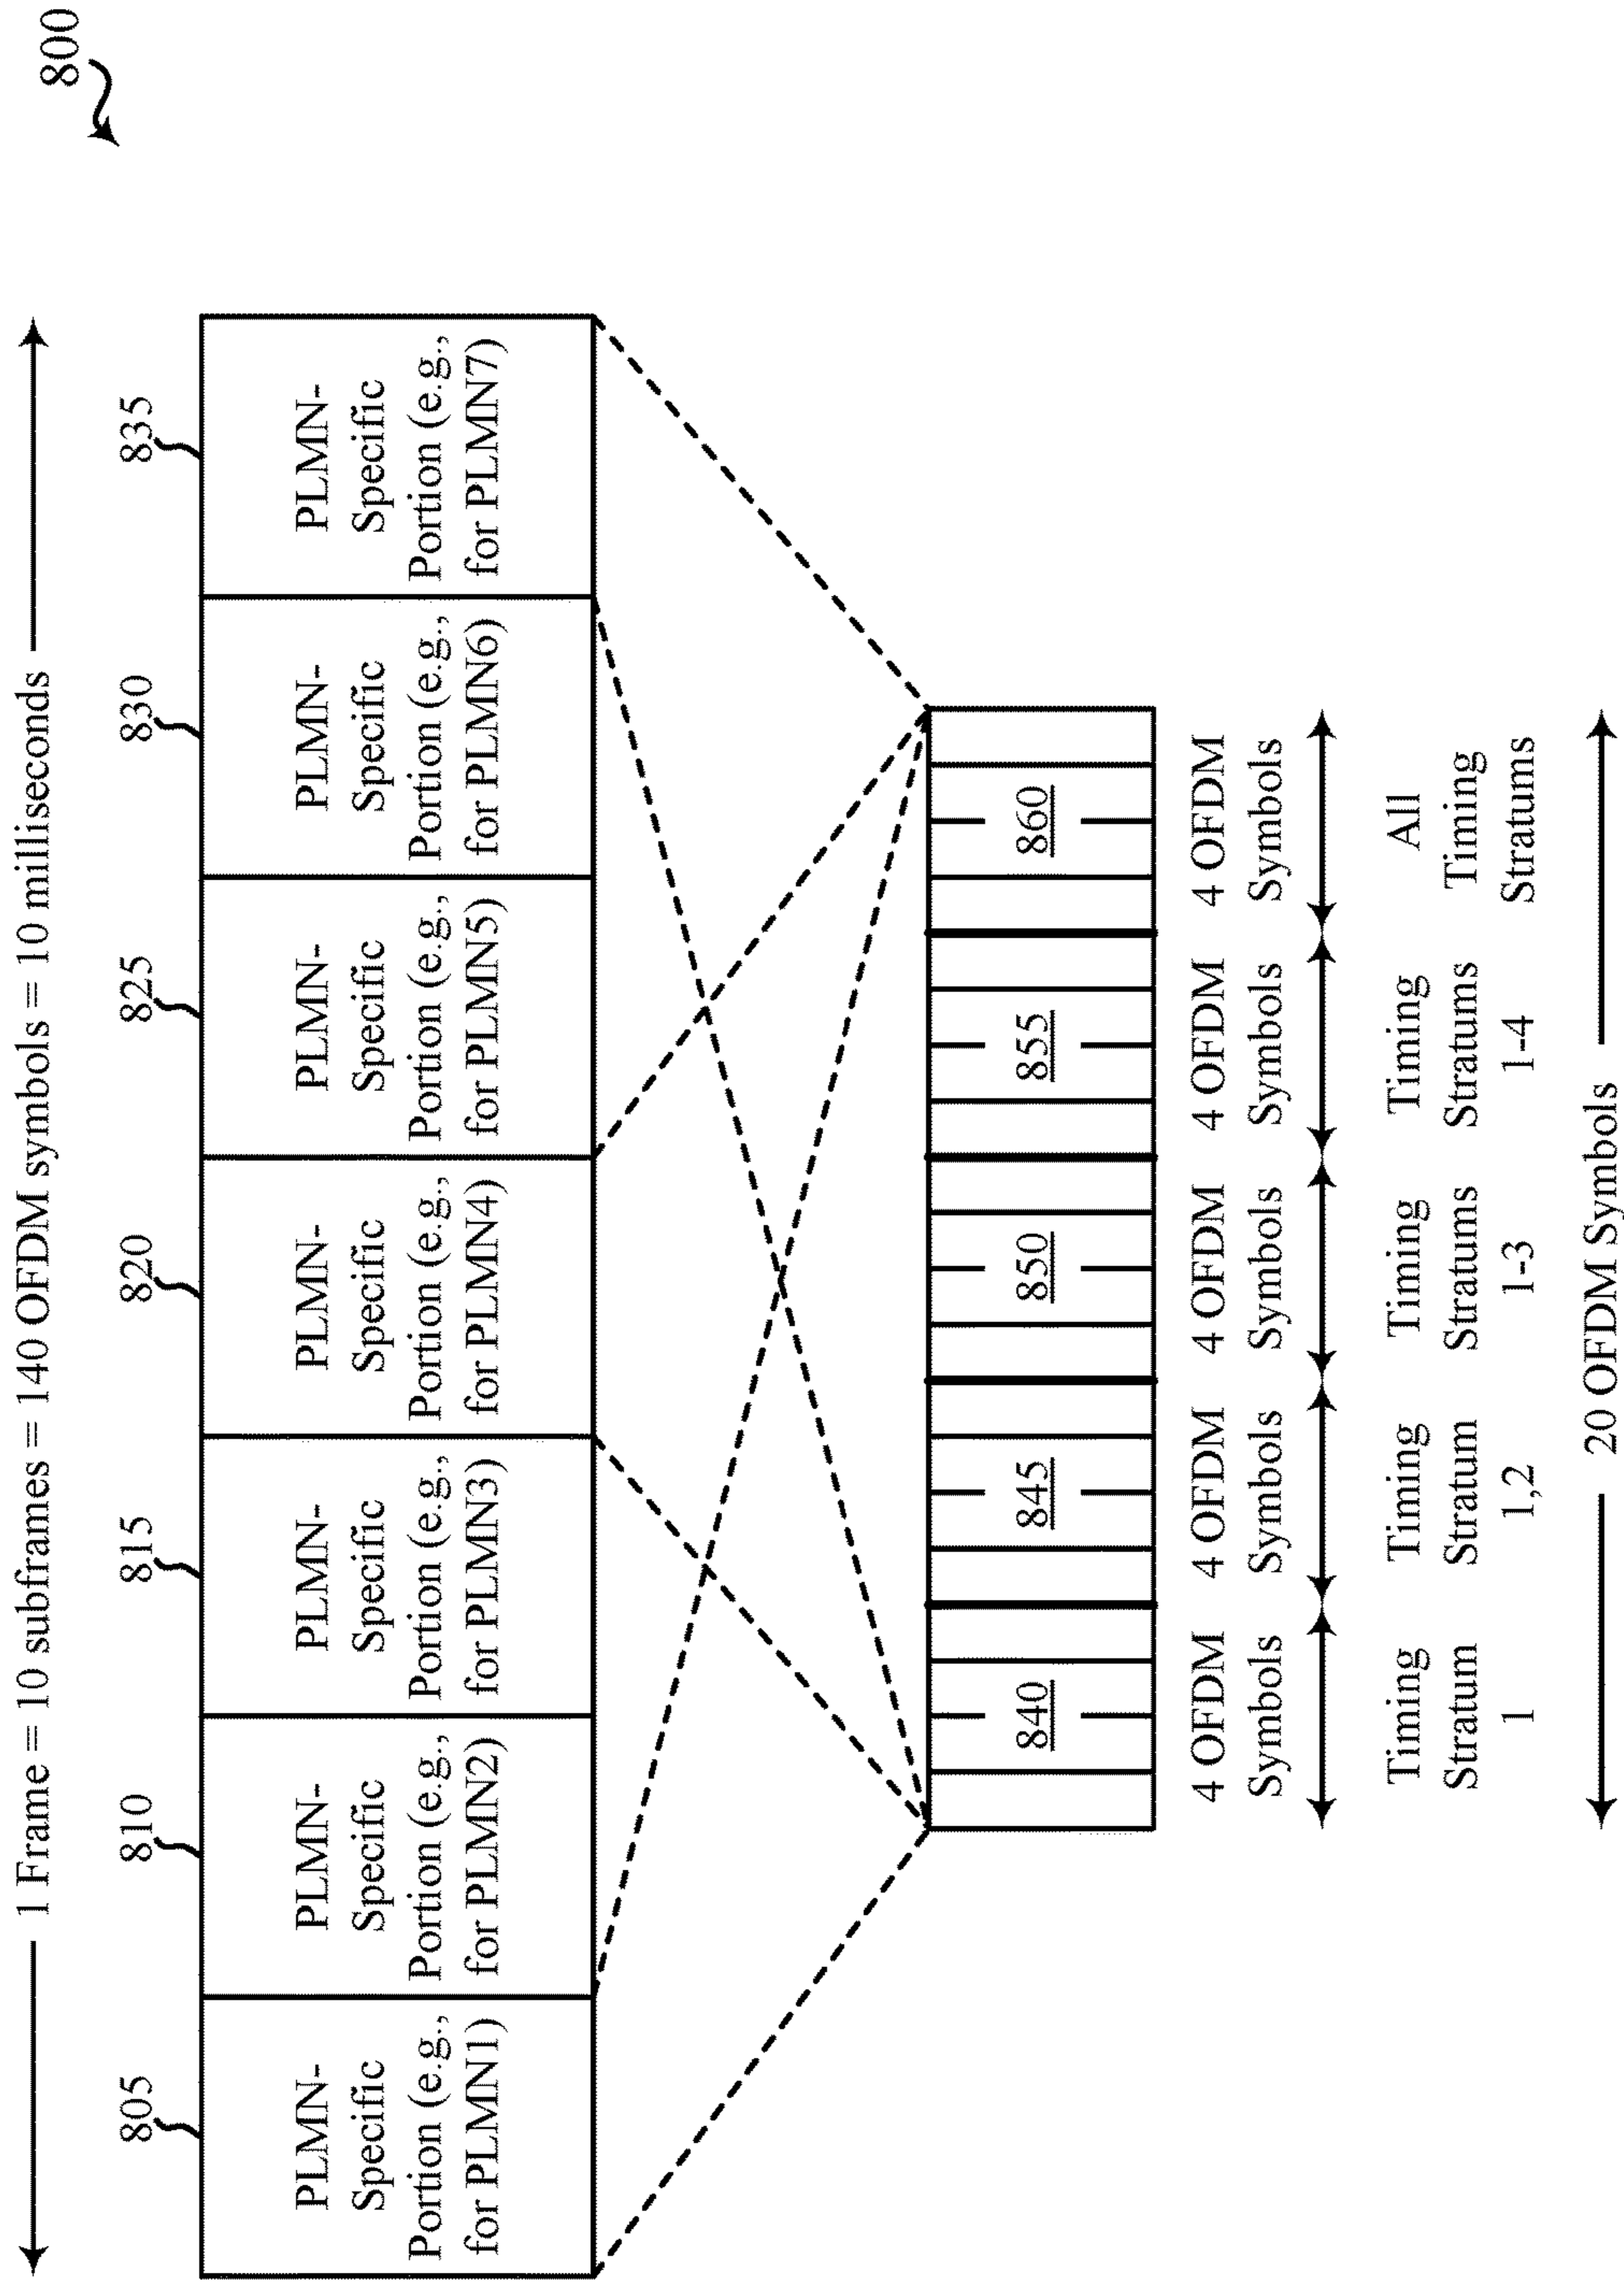 800
1 Frame = 10 subframes = 140 OFDM symbols = 10 milliseconds
805
810
815
820
825
830
835
PLMN-
Specific
Portion (e.g.,
for PLMN1)
PLMN-
Specific
Portion (e.g.,
for PLMN2)
PLMN-
Specific
Portion (e.g.,
for PLMN3)
PLMN-
Specific
Portion (e.g.,
for PLMN4)
PLMN-
Specific
Portion (e.g.,
for PLMN5)
PLMN-
Specific
Portion (e.g.,
for PLMN6)
PLMN-
Specific
Portion (e.g.,
for PLMN7)
840
845
850
855
860
4 OFDM
Symbols
4 OFDM
Symbols
4 OFDM
Symbols
4 OFDM
Symbols
4 OFDM
Symbols
Timing
Stratum
1
Timing
Stratum
1,2
Timing
Stratums
1-3
Timing
Stratums
1-4
All
Timing
Stratums
20 OFDM Symbols